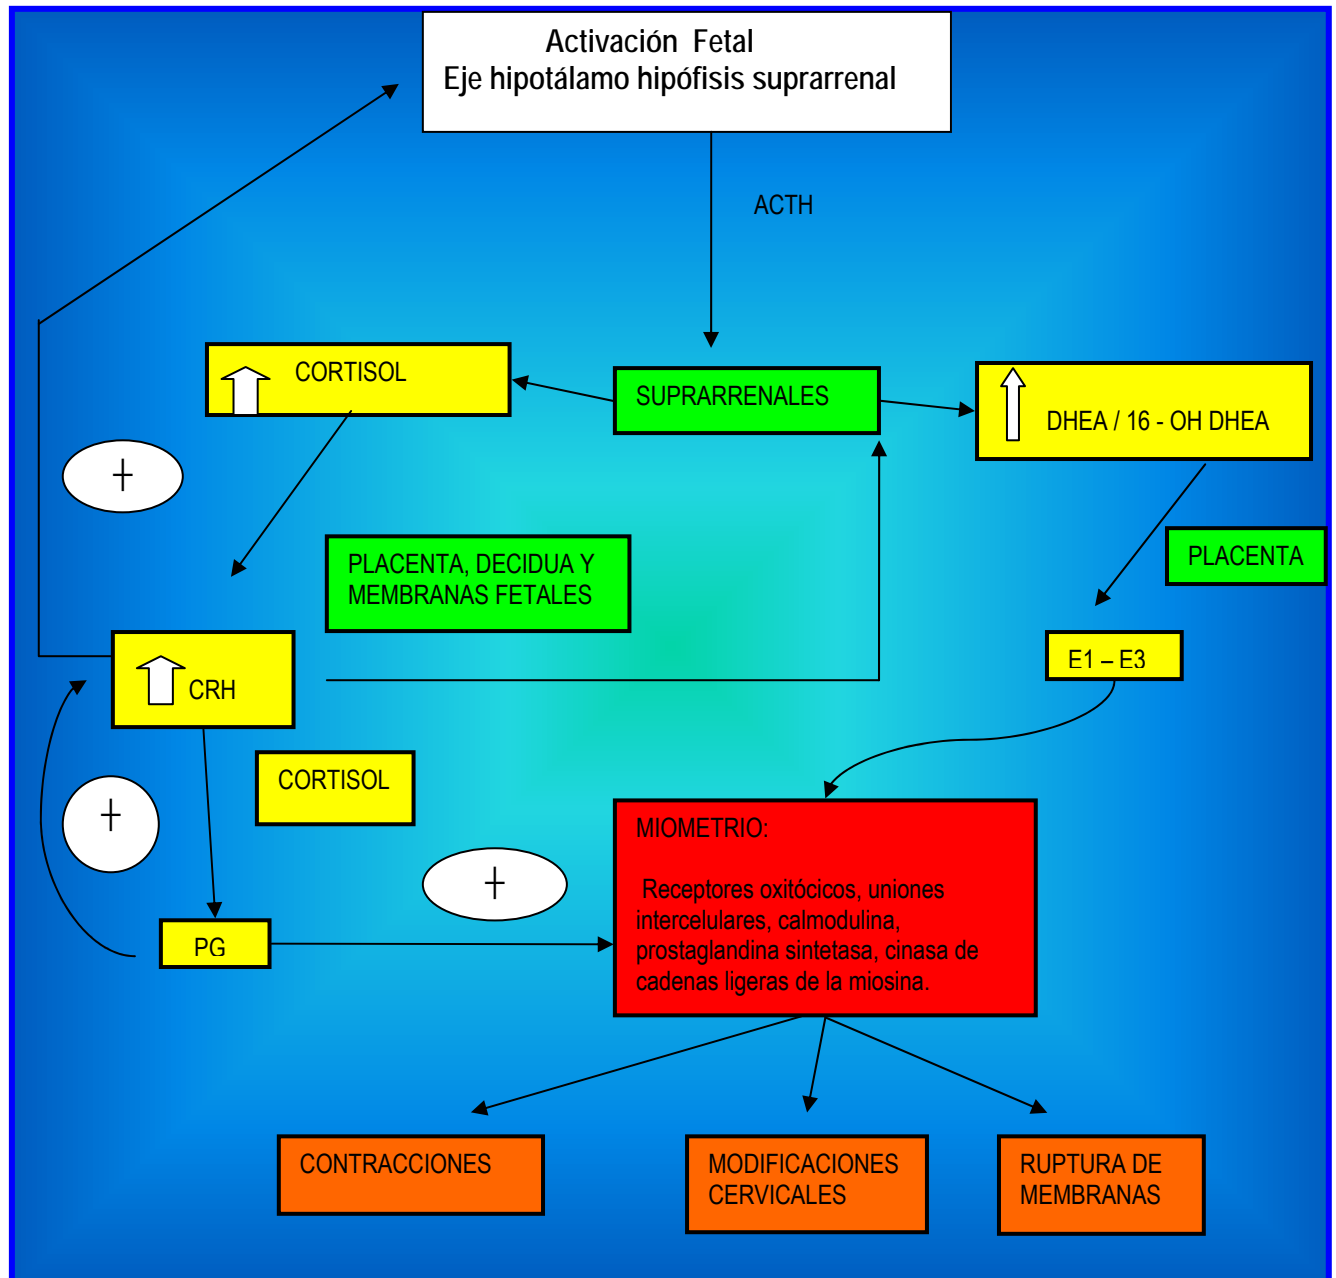 Activación Fetal
Eje hipotálamo hipófisis suprarrenal
ACTH
CORTISOL
SUPRARRENALES
DHEA / 16 - OH DHEA
+
PLACENTA, DECIDUA Y
MEMBRANAS FETALES
PLACENTA
E1 – E3
CRH
CORTISOL
+
+
PG
MIOMETRIO:
Receptores oxitócicos, uniones
intercelulares, calmodulina,
prostaglandina sintetasa, cinasa de
cadenas ligeras de la miosina.
CONTRACCIONES
MODIFICACIONES
CERVICALES
RUPTURA DE
MEMBRANAS